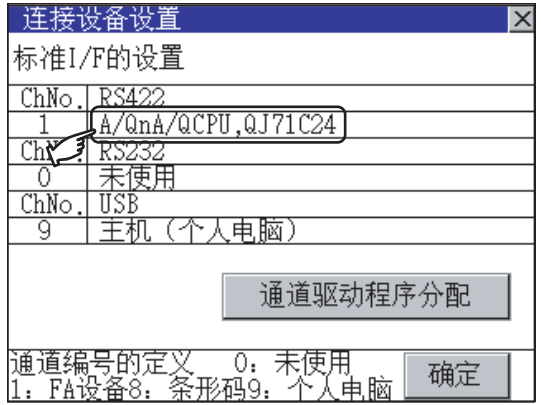 连接设备设置
标准I/F的设置
ChNo. RS422
1 A/QnA/QCPU,QJ71C24
RS232
0 未使用
ChNo. USB
9 主机(个人电脑)
通道驱动程序分配
通道编号的定义 0:未使用
1:FA设备8:条形码9:个人电脑
确定